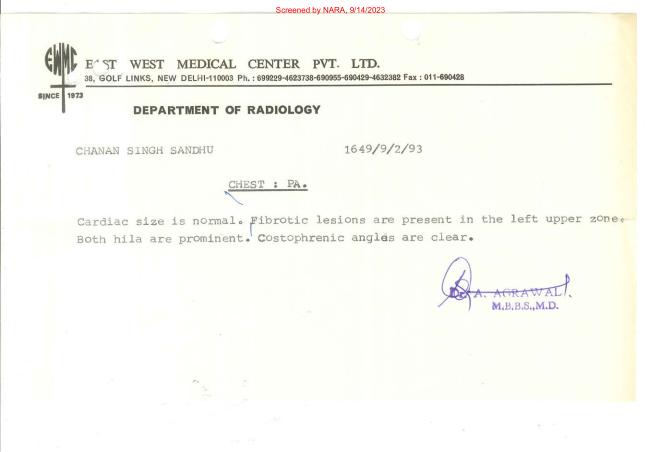 Screened by NARA, 9/14/2023
EWMC
EAST WEST MEDICAL CENTER PVT. LTD.
38, GOLF LINKS, NEW DELHI-110003 Ph. : 699229-4623738-690955-690429-4632382 Fax : 011-690428
SINCE 1973
DEPARTMENT OF RADIOLOGY
CHANAN SINGH SANDHU 1649/9/2/93
CHEST : PA.
Cardiac size is normal. Fibrotic lesions are present in the left upper zone.
Both hila are prominent. Costophrenic angles are clear.
Dr. A. AGRAWAL.
M.B.B.S.,M.D.